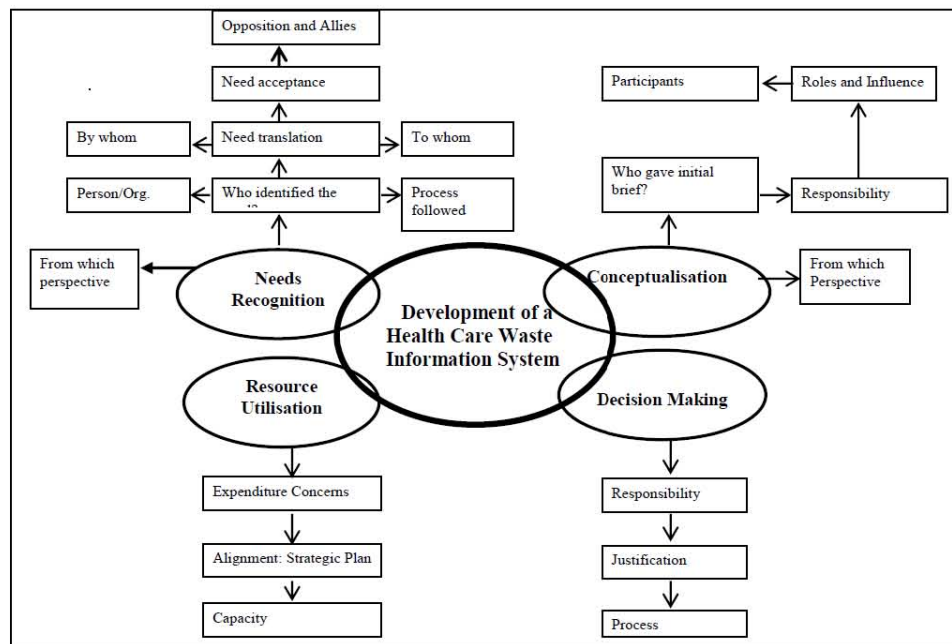 Opposition and Allies
Need acceptance
By whom
Need translation
To whom
Person/Org.
Who identified the
Process
followed
From which
perspective
Needs
Recognition
Participants
Roles and Influence
Who gave initial
brief?
Responsibility
Conceptualisation
From which
Perspective
Development of a
Health Care Waste
Information System
Resource
Utilisation
Decision Making
Expenditure Concerns
Alignment: Strategic Plan
Capacity
Responsibility
Justification
Process